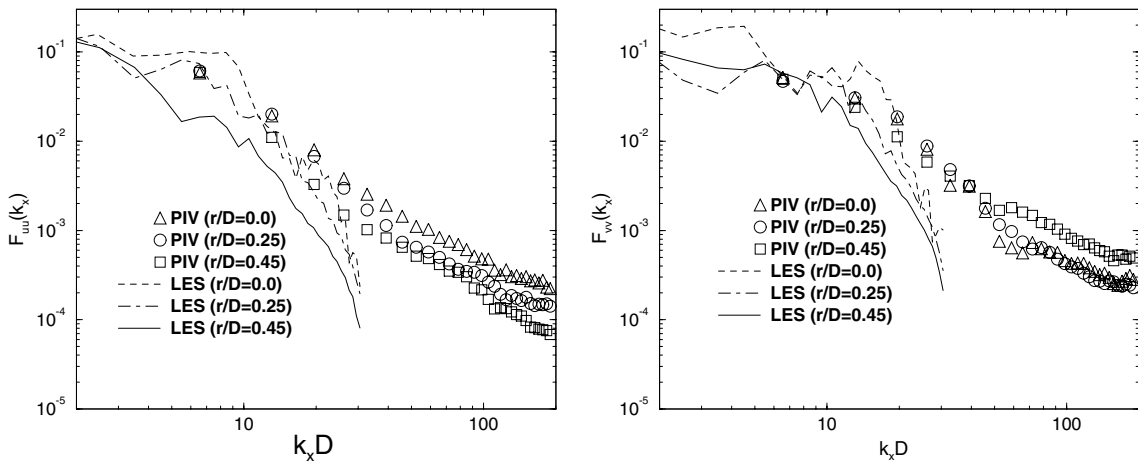 10⁰
10⁻¹
10⁻²
10⁻³
10⁻⁴
10⁻⁵
F_uu(k_x)
PIV (r/D=0.0)
PIV (r/D=0.25)
PIV (r/D=0.45)
LES (r/D=0.0)
LES (r/D=0.25)
LES (r/D=0.45)
10 100
k_xD
10⁰
10⁻¹
10⁻²
10⁻³
10⁻⁴
10⁻⁵
F_vv(k_x)
PIV (r/D=0.0)
PIV (r/D=0.25)
PIV (r/D=0.45)
LES (r/D=0.0)
LES (r/D=0.25)
LES (r/D=0.45)
10 100
k_xD